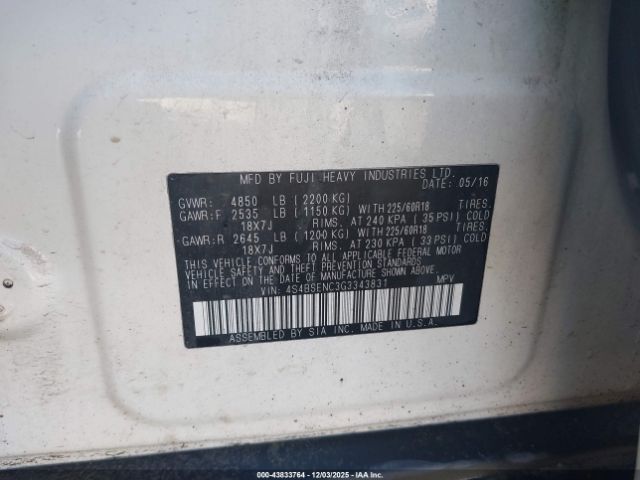 MFD BY FUJI HEAVY INDUSTRIES LTD.
DATE: 05/16
GVWR: 4850 LB (2200 KG)
GAWR:F 2535 LB (1150 KG) WITH 225/60R18 TIRES.
18X7J RIMS. AT 240 KPA (35 PSI) COLD
GAWR:R 2645 LB (1200 KG) WITH 225/60R18 TIRES.
18X7J RIMS. AT 230 KPA (33 PSI) COLD
THIS VEHICLE CONFORMS TO ALL APPLICABLE FEDERAL MOTOR
VEHICLE SAFETY AND THEFT PREVENTION STANDARDS
IN EFFECT ON THE DATE OF MANUFACTURE SHOWN ABOVE.
VIN: 4S4BSENC3G3343831 MPV
ASSEMBLED BY SIA INC. MADE IN U.S.A.
000-43833764 • 12/03/2025 • IAAI.COM